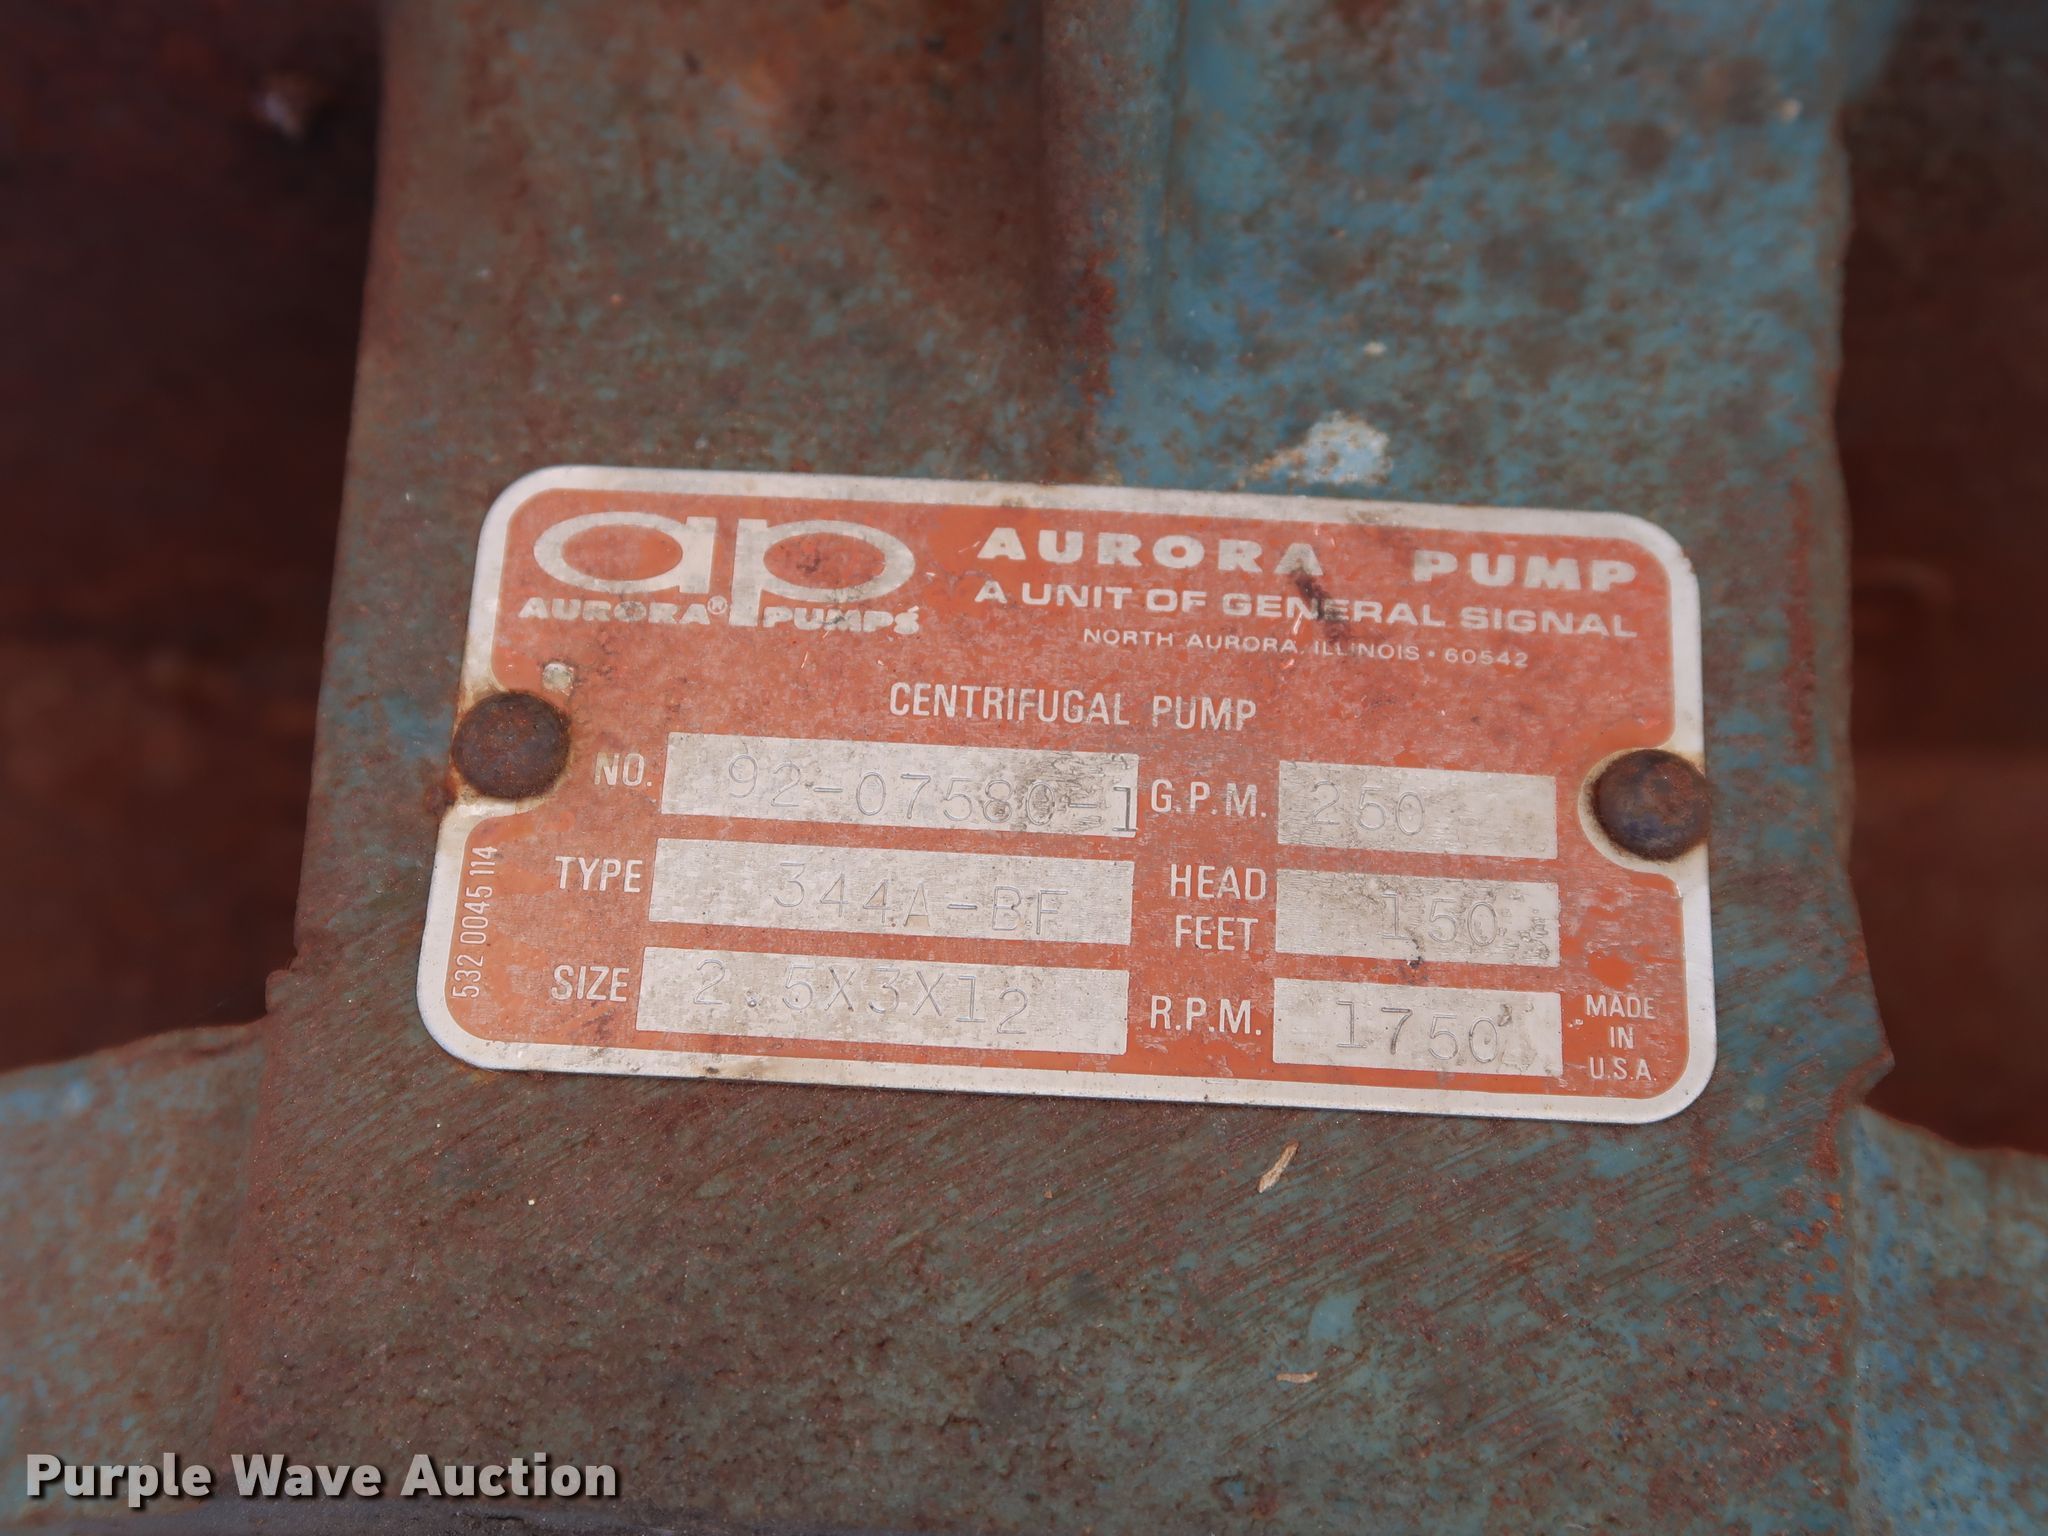 ap
AURORA® PUMPS
AURORA PUMP
A UNIT OF GENERAL SIGNAL
NORTH AURORA, ILLINOIS • 60542
CENTRIFUGAL PUMP
NO. 92-07580-1 G.P.M. 250
TYPE 344A-BF HEAD FEET 150
SIZE 2.5X3X12 R.P.M. 1750
MADE
IN
U.S.A.
532 0045 114
Purple Wave Auction